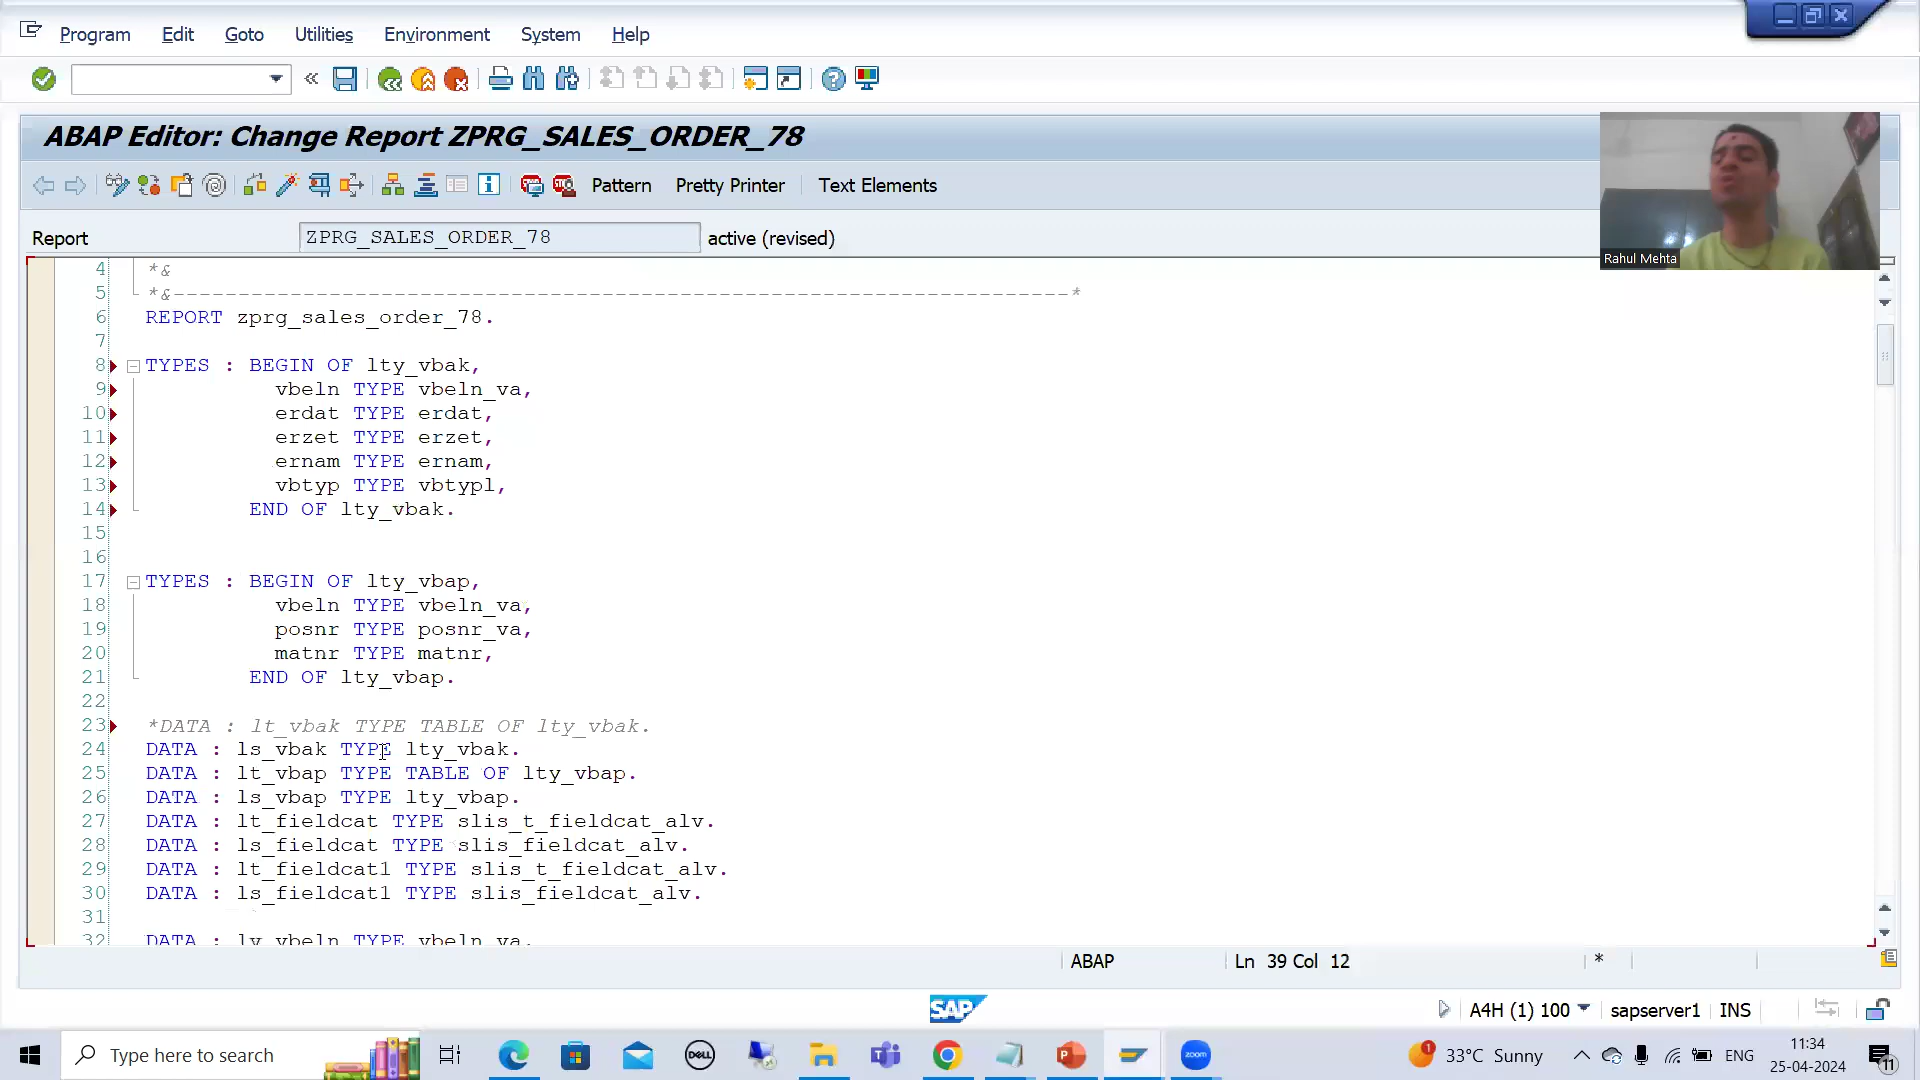 Program Edit Goto Utilities Environment System Help
ABAP Editor: Change Report ZPRG_SALES_ORDER_78
Pattern Pretty Printer Text Elements
Report ZPRG_SALES_ORDER_78 active (revised)
Rahul Mehta
4 *&
5 *&---------------------------------------------------------------------*
6 REPORT zprg_sales_order_78.
7
8 TYPES : BEGIN OF lty_vbak,
9 vbeln TYPE vbeln_va,
10 erdat TYPE erdat,
11 erzet TYPE erzet,
12 ernam TYPE ernam,
13 vbtyp TYPE vbtypl,
14 END OF lty_vbak.
15
16
17 TYPES : BEGIN OF lty_vbap,
18 vbeln TYPE vbeln_va,
19 posnr TYPE posnr_va,
20 matnr TYPE matnr,
21 END OF lty_vbap.
22
23 *DATA : lt_vbak TYPE TABLE OF lty_vbak.
24 DATA : ls_vbak TYPE lty_vbak.
25 DATA : lt_vbap TYPE TABLE OF lty_vbap.
26 DATA : ls_vbap TYPE lty_vbap.
27 DATA : lt_fieldcat TYPE slis_t_fieldcat_alv.
28 DATA : ls_fieldcat TYPE slis_fieldcat_alv.
29 DATA : lt_fieldcat1 TYPE slis_t_fieldcat_alv.
30 DATA : ls_fieldcat1 TYPE slis_fieldcat_alv.
31
32 DATA : lv_vbeln TYPE vbeln_va.
ABAP Ln 39 Col 12 *
SAP
A4H (1) 100 sapserver1 INS
Type here to search
DELL
zoom
1 33°C Sunny ENG 11:34
25-04-2024
11